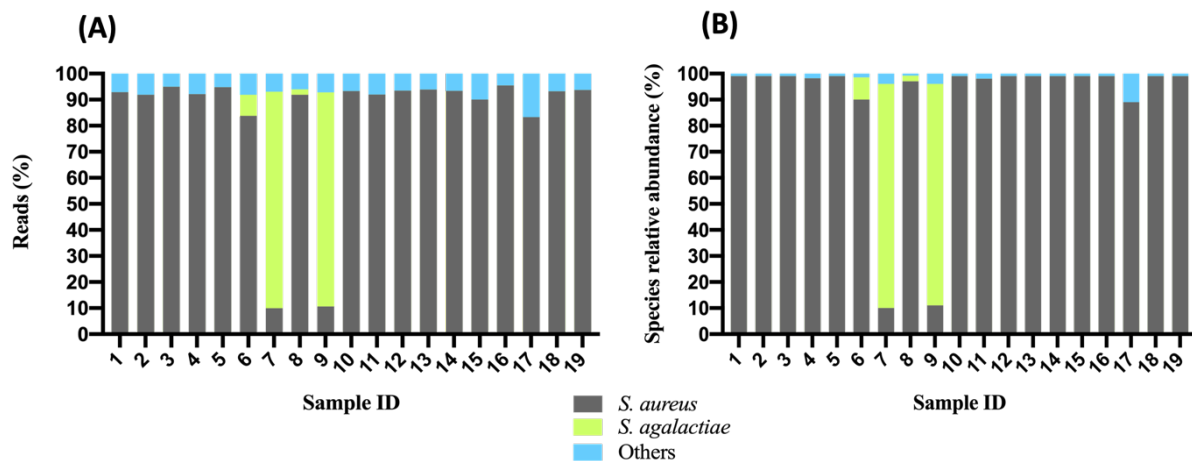 (A)
Reads (%)
100
90
80
70
60
50
40
30
20
10
0
1 2 3 4 5 6 7 8 9 10 11 12 13 14 15 16 17 18 19
Sample ID
(B)
Species relative abundance (%)
100
90
80
70
60
50
40
30
20
10
0
1 2 3 4 5 6 7 8 9 10 11 12 13 14 15 16 17 18 19
Sample ID
S. aureus
S. agalactiae
Others